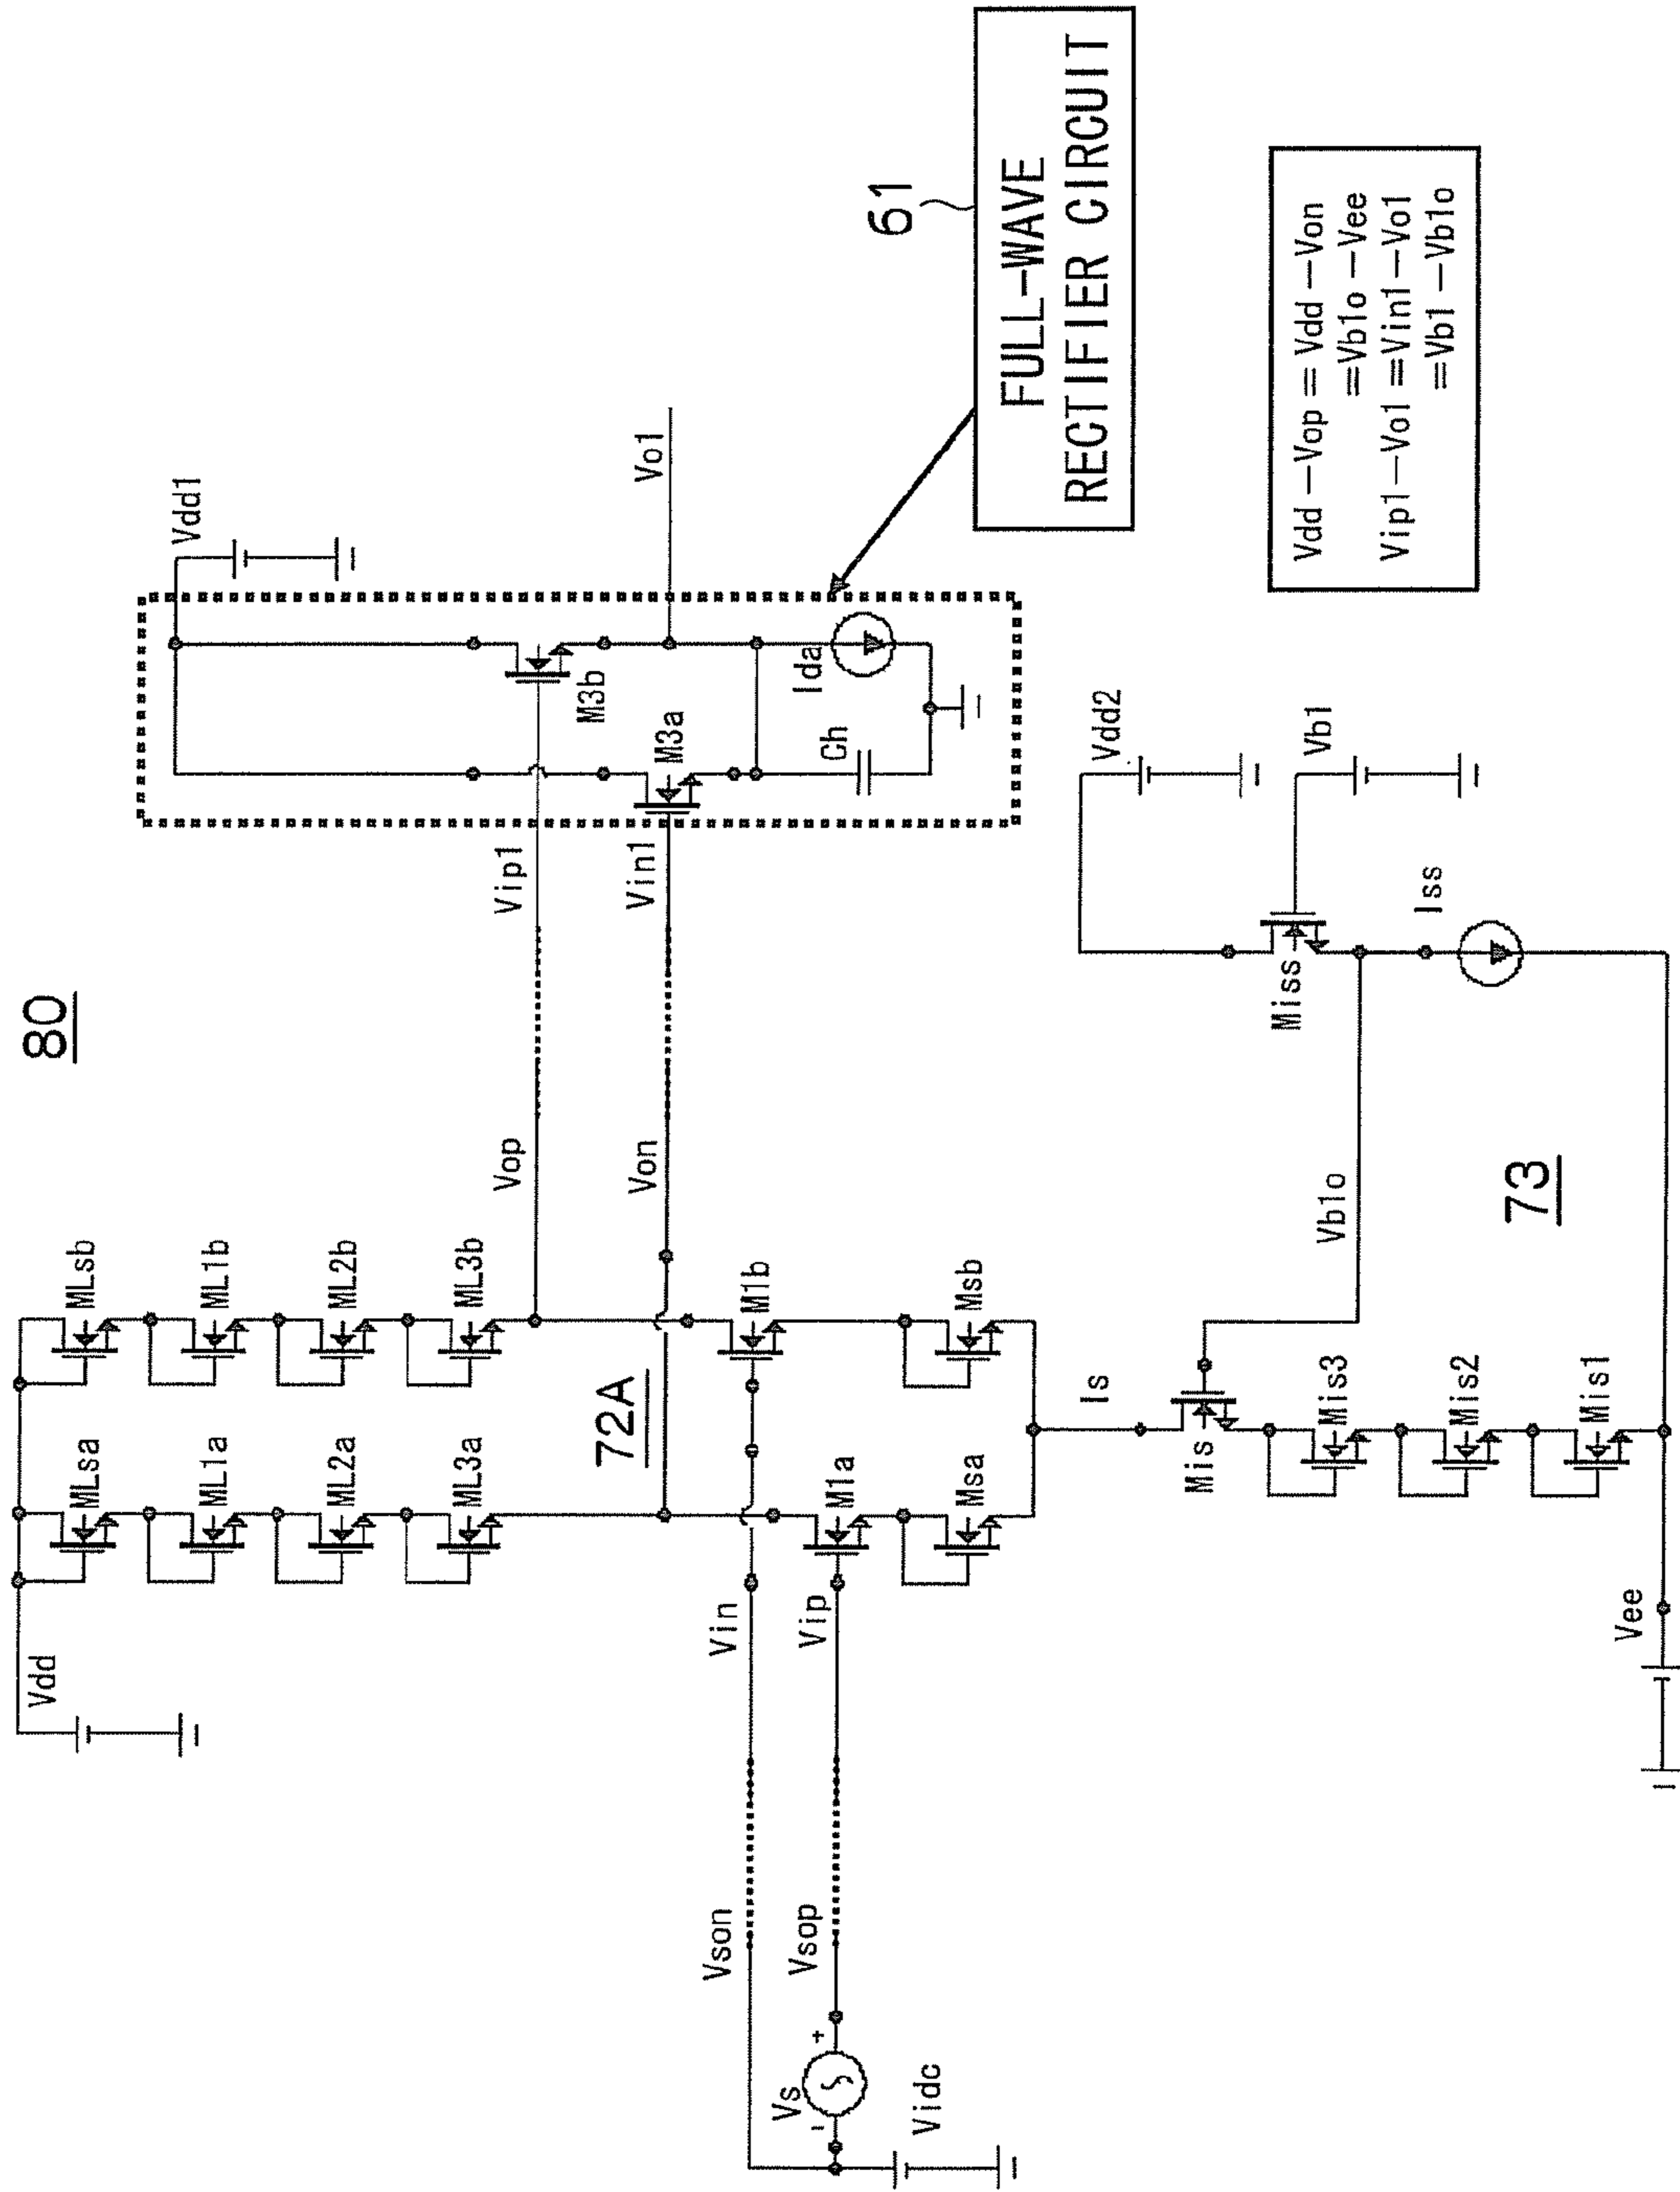 80
Vdd
MLsa
MLsb
ML1a
ML1b
ML2a
ML2b
ML3a
ML3b
72A
Vop
Von
Vip1
Vin1
Vdd1
M3b
M3a
Vo1
Ida
Ch
61
FULL-WAVE
RECTIFIER CIRCUIT
Vson
Vin
M1b
Vsop
Vip
M1a
Vs
+
-
Vidc
Msa
Msb
Is
Mis
Mis3
Mis2
Mis1
Vb1o
73
Vee
Vdd2
Miss
Vb1
Iss
Vdd -Vop = Vdd -Von
=Vb1o -Vee
Vip1-Vo1 =Vin1-Vo1
=Vb1 -Vb1o